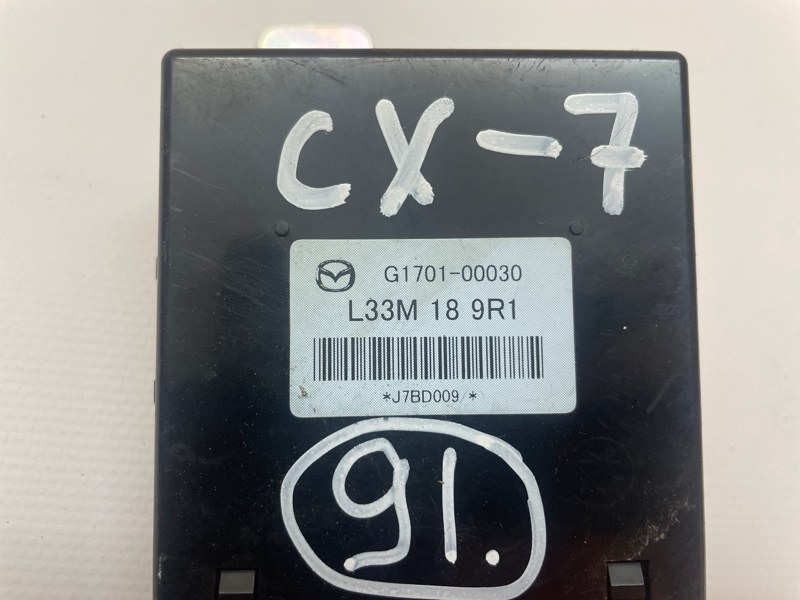 CX-7
G1701-00030
L33M 18 9R1
*J7BD009 *
91.